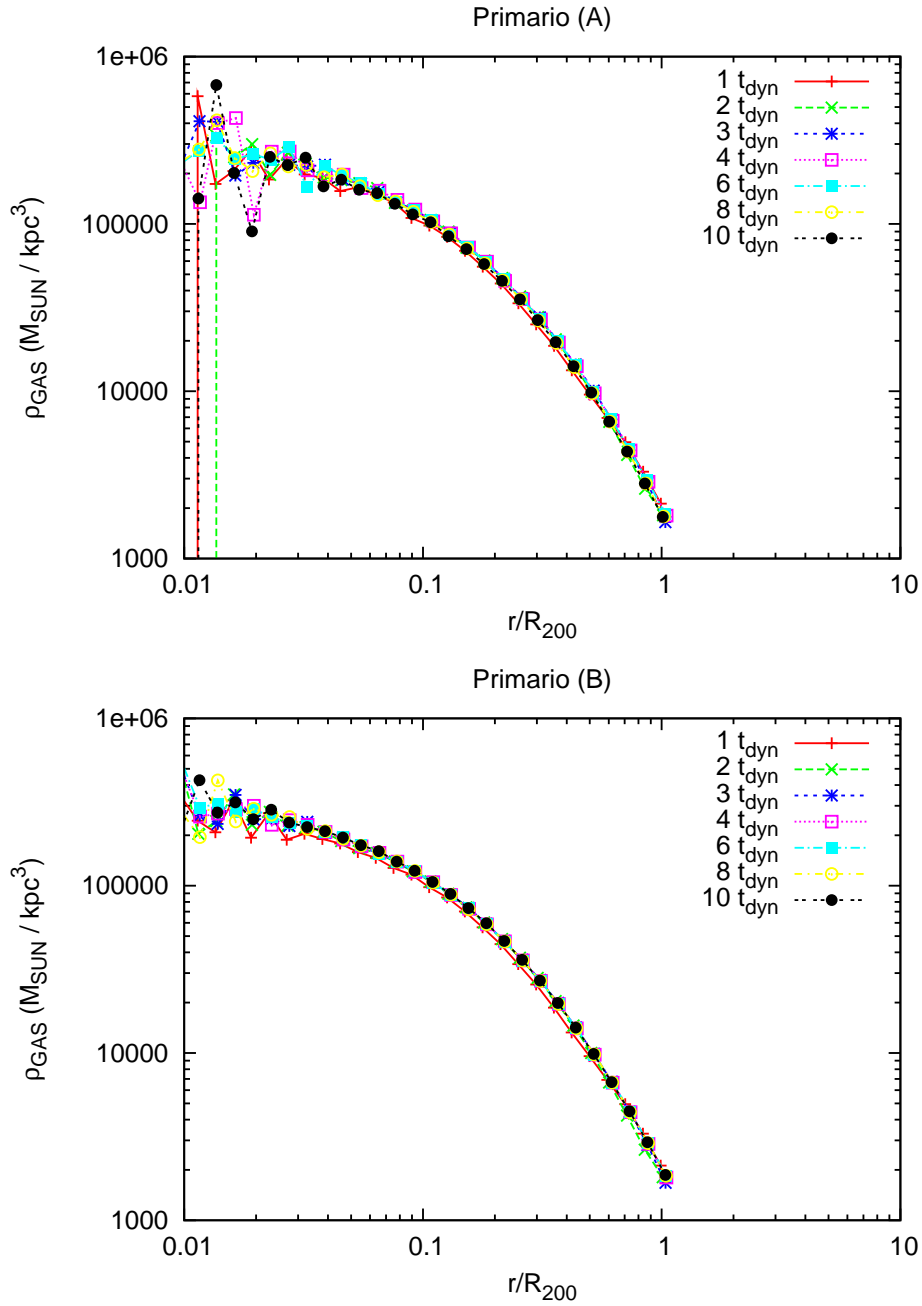 Primario (A)
1e+06
100000
10000
1000
ρGAS (MSUN / kpc3)
0.01 0.1 1 10
r/R200
1 tdyn
2 tdyn
3 tdyn
4 tdyn
6 tdyn
8 tdyn
10 tdyn
Primario (B)
1e+06
100000
10000
1000
ρGAS (MSUN / kpc3)
0.01 0.1 1 10
r/R200
1 tdyn
2 tdyn
3 tdyn
4 tdyn
6 tdyn
8 tdyn
10 tdyn